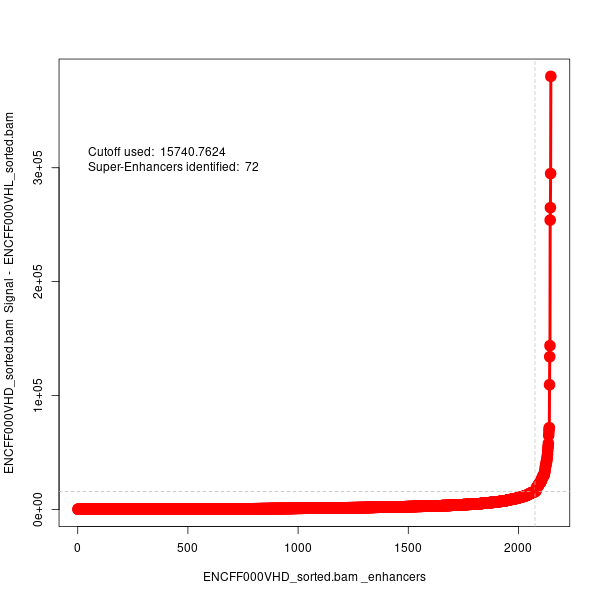 Cutoff used: 15740.7624
Super-Enhancers identified: 72
ENCFF000VHD_sorted.bam Signal - ENCFF000VHL_sorted.bam
3e+05
2e+05
1e+05
0e+00
0
500
1000
1500
2000
ENCFF000VHD_sorted.bam _enhancers